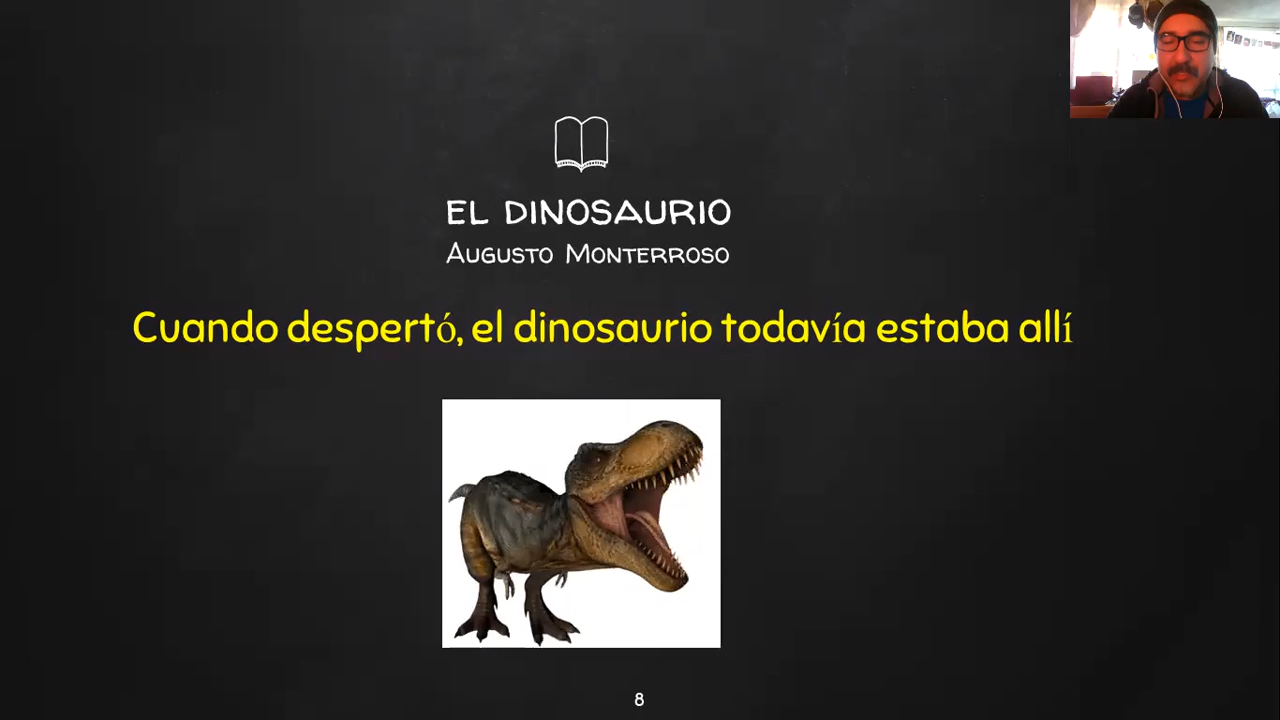 EL DINOSAURIO
AUGUSTO MONTERROSO
Cuando despertó, el dinosaurio todavía estaba allí
8